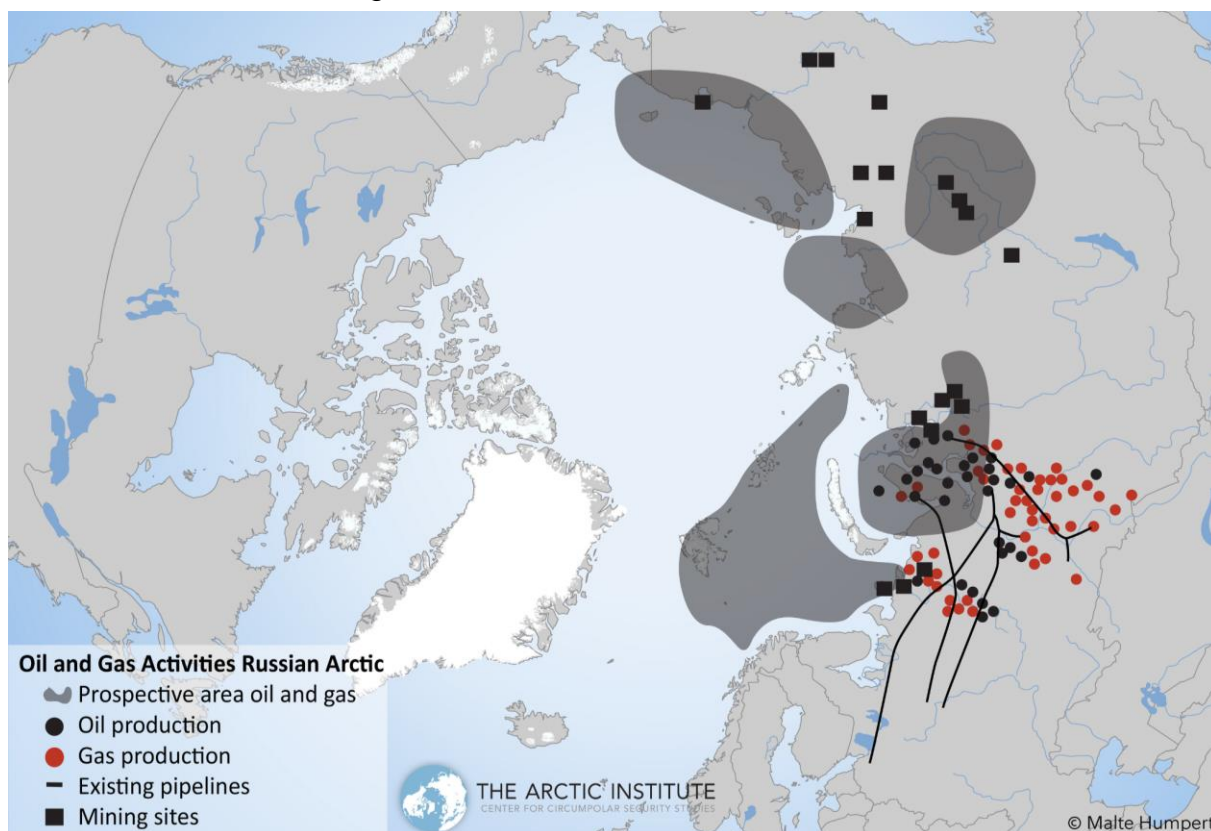 Oil and Gas Activities Russian Arctic
Prospective area oil and gas
Oil production
Gas production
Existing pipelines
Mining sites
THE ARCTIC INSTITUTE
CENTER FOR CIRCUMPOLAR SECURITY STUDIES
© Malte Humpert